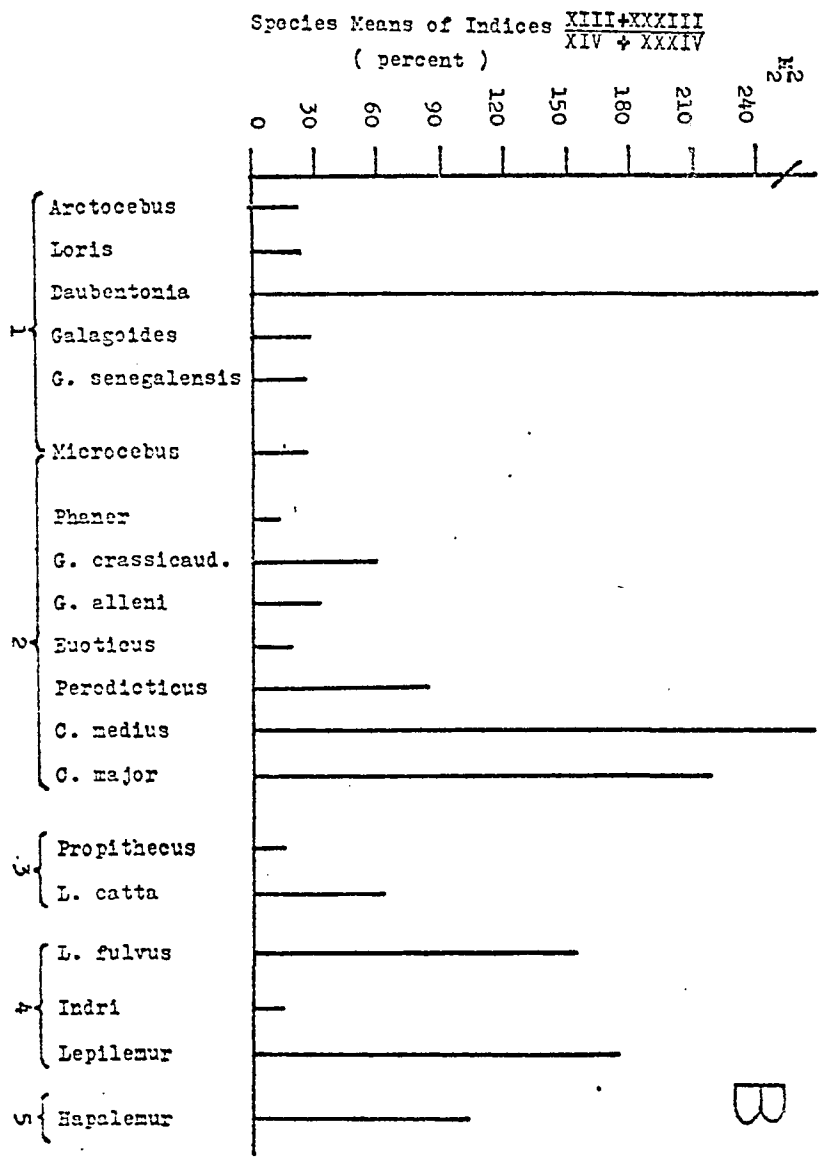 Species Means of Indices XIII+XXXIII
XIV + XXXIV
( percent )
M22
0 30 60 90 120 150 180 210 240
1
Arctocebus
Loris
Daubentonia
Galagoides
G. senegalensis
Microcebus
2
Phaner
G. crassicaud.
G. alleni
Euoticus
Perodicticus
C. medius
C. major
3
Propithecus
L. catta
4
L. fulvus
Indri
Lepilemur
5
Hapalemur